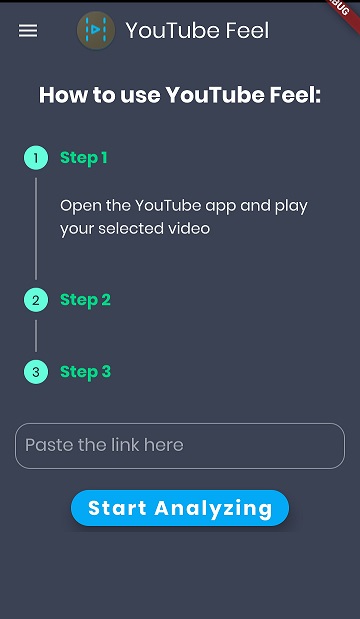 YouTube Feel
How to use YouTube Feel:
1 Step 1
Open the YouTube app and play
your selected video
2 Step 2
3 Step 3
Paste the link here
Start Analyzing